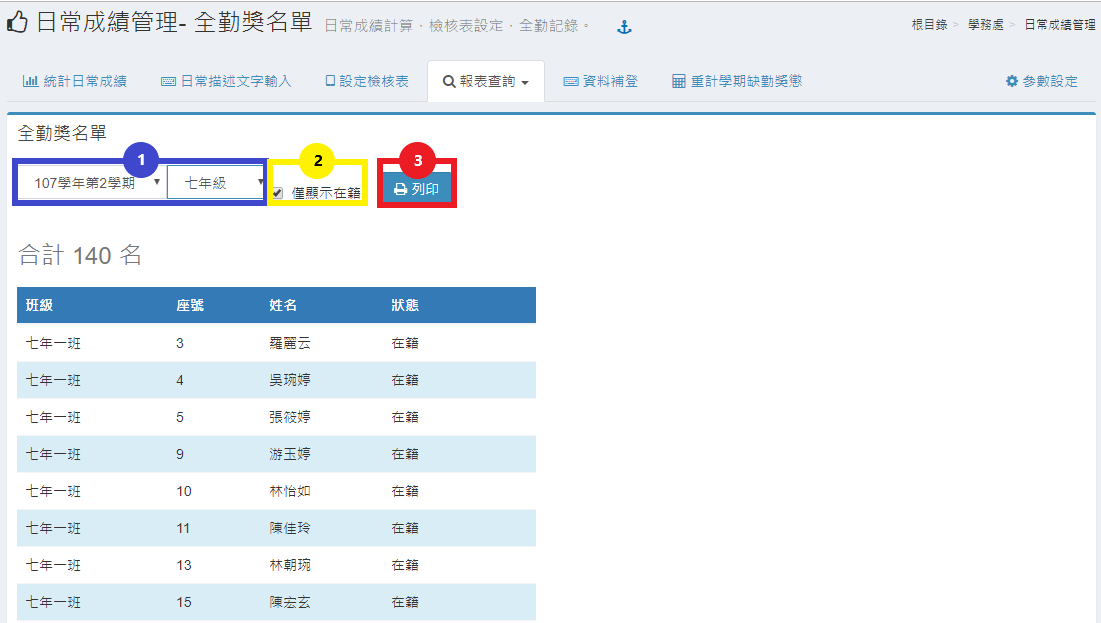 日常成績管理- 全勤獎名單 日常成績計算．檢核表設定．全勤記錄。 根目錄 > 學務處 > 日常成績管理
統計日常成績 日常描述文字輸入 設定檢核表 報表查詢 資料補登 重計學期缺勤獎懲 參數設定
全勤獎名單
1 2 3
107學年第2學期 七年級 僅顯示在籍 列印
合計 140 名
班級 座號 姓名 狀態
七年一班 3 羅麗云 在籍
七年一班 4 吳琬婷 在籍
七年一班 5 張筱婷 在籍
七年一班 9 游玉婷 在籍
七年一班 10 林怡如 在籍
七年一班 11 陳佳玲 在籍
七年一班 13 林朝琬 在籍
七年一班 15 陳宏玄 在籍